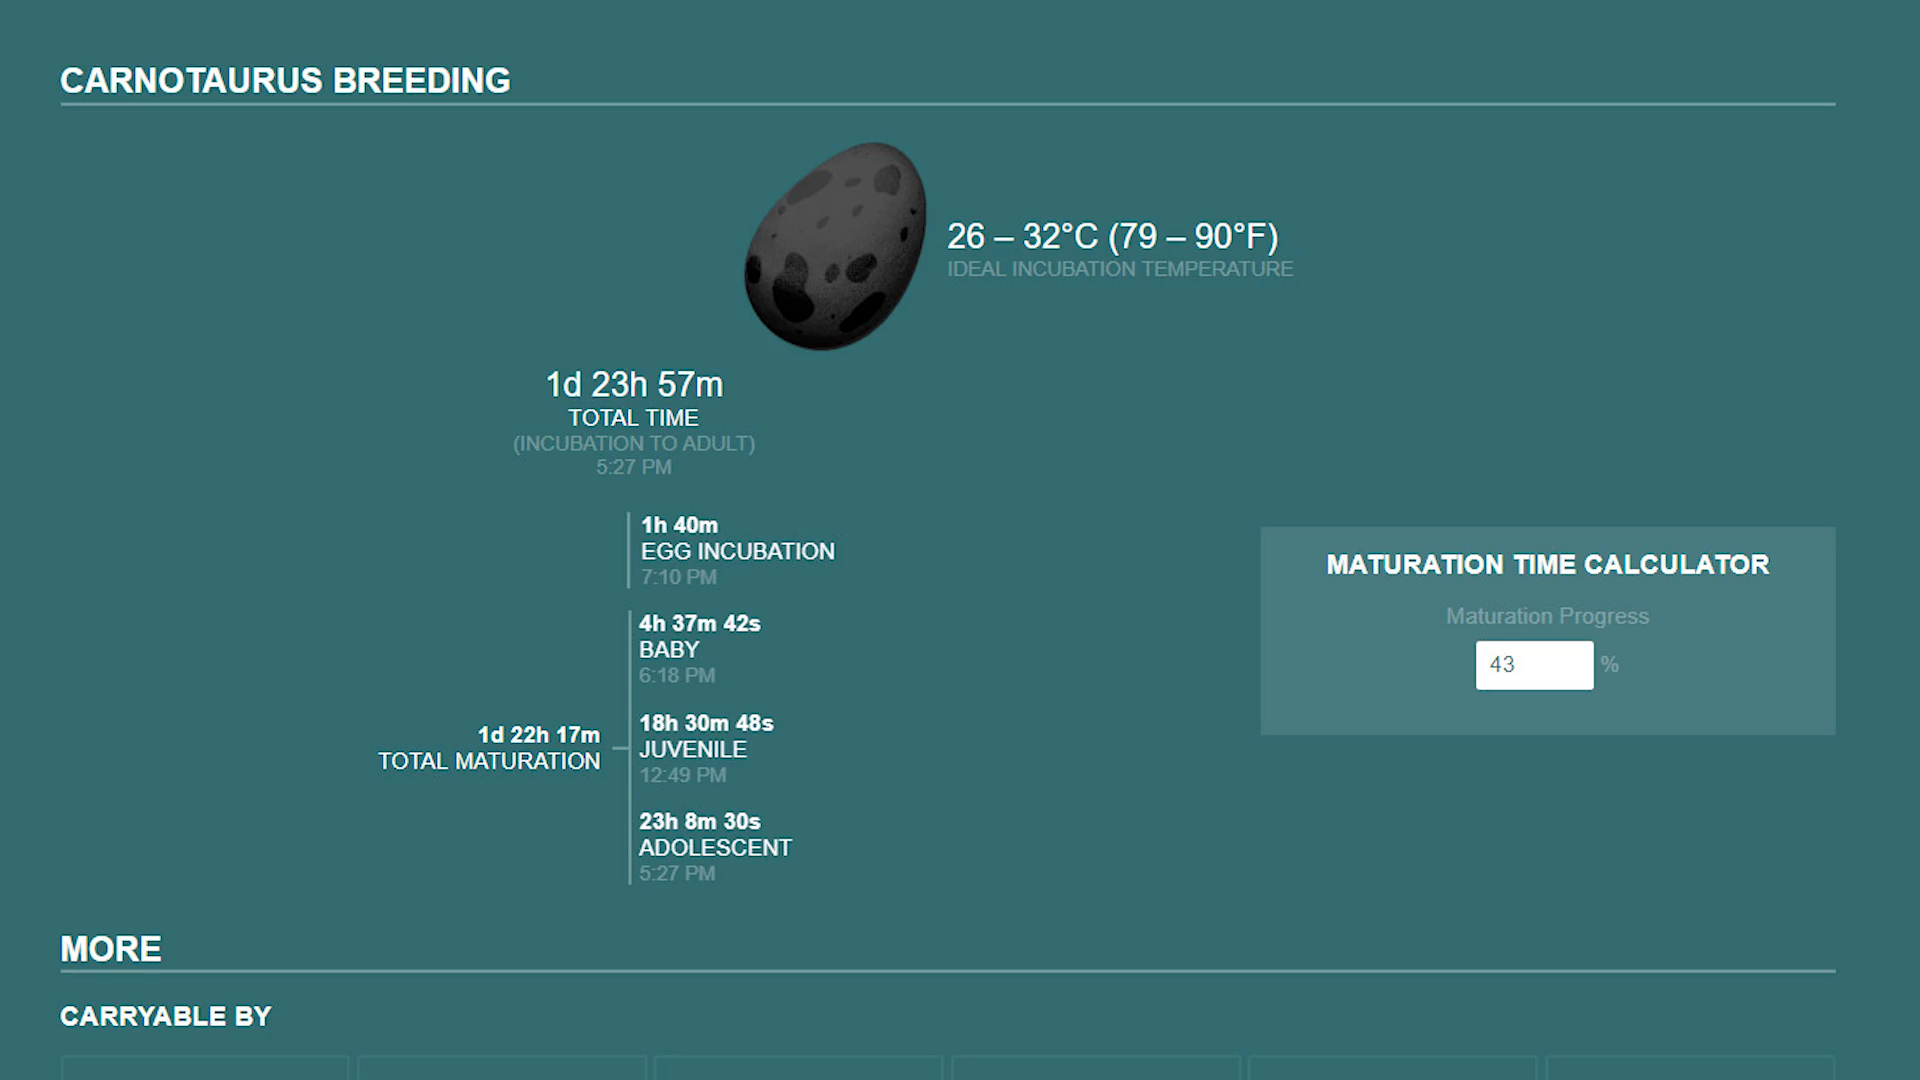 CARNOTAURUS BREEDING
26 – 32°C (79 – 90°F)
IDEAL INCUBATION TEMPERATURE
1d 23h 57m
TOTAL TIME
(INCUBATION TO ADULT)
5:27 PM
1h 40m
EGG INCUBATION
7:10 PM
4h 37m 42s
BABY
6:18 PM
1d 22h 17m
TOTAL MATURATION
18h 30m 48s
JUVENILE
12:49 PM
23h 8m 30s
ADOLESCENT
5:27 PM
MATURATION TIME CALCULATOR
Maturation Progress
43 %
MORE
CARRYABLE BY